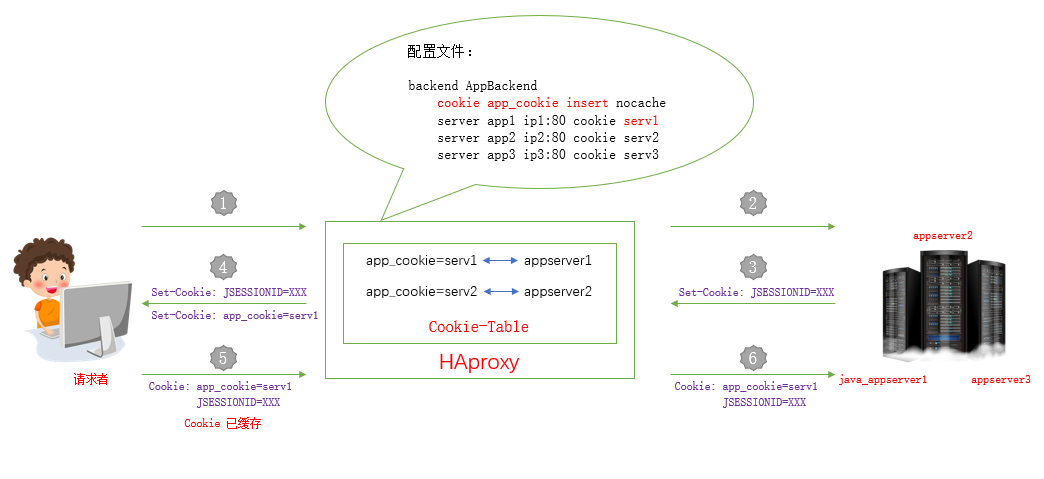 配置文件：
backend AppBackend
cookie app_cookie insert nocache
server app1 ip1:80 cookie serv1
server app2 ip2:80 cookie serv2
server app3 ip3:80 cookie serv3
1
2
appserver2
app_cookie=serv1 appserver1
app_cookie=serv2 appserver2
Cookie-Table
HAproxy
4
Set-Cookie: JSESSIONID=XXX
Set-Cookie: app_cookie=serv1
3
Set-Cookie: JSESSIONID=XXX
请求者
5
Cookie: app_cookie=serv1
JSESSIONID=XXX
Cookie 已缓存
6
Cookie: app_cookie=serv1
JSESSIONID=XXX
java_appserver1
appserver3